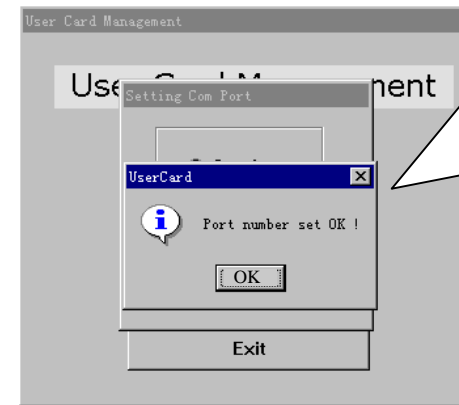 User Card Management
Setting Com Port
UserCard
Port number set OK !
OK
Exit